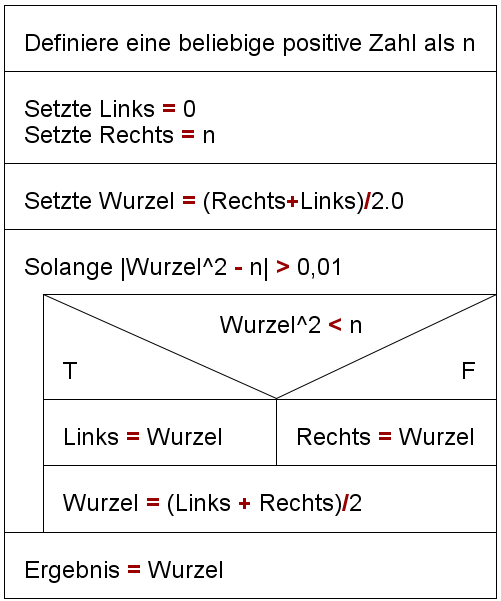 Definiere eine beliebige positive Zahl als n
Setzte Links = 0
Setzte Rechts = n
Setzte Wurzel = (Rechts+Links)/2.0
Solange |Wurzel^2 - n| > 0,01
Wurzel^2 < n
T F
Links = Wurzel Rechts = Wurzel
Wurzel = (Links + Rechts)/2
Ergebnis = Wurzel